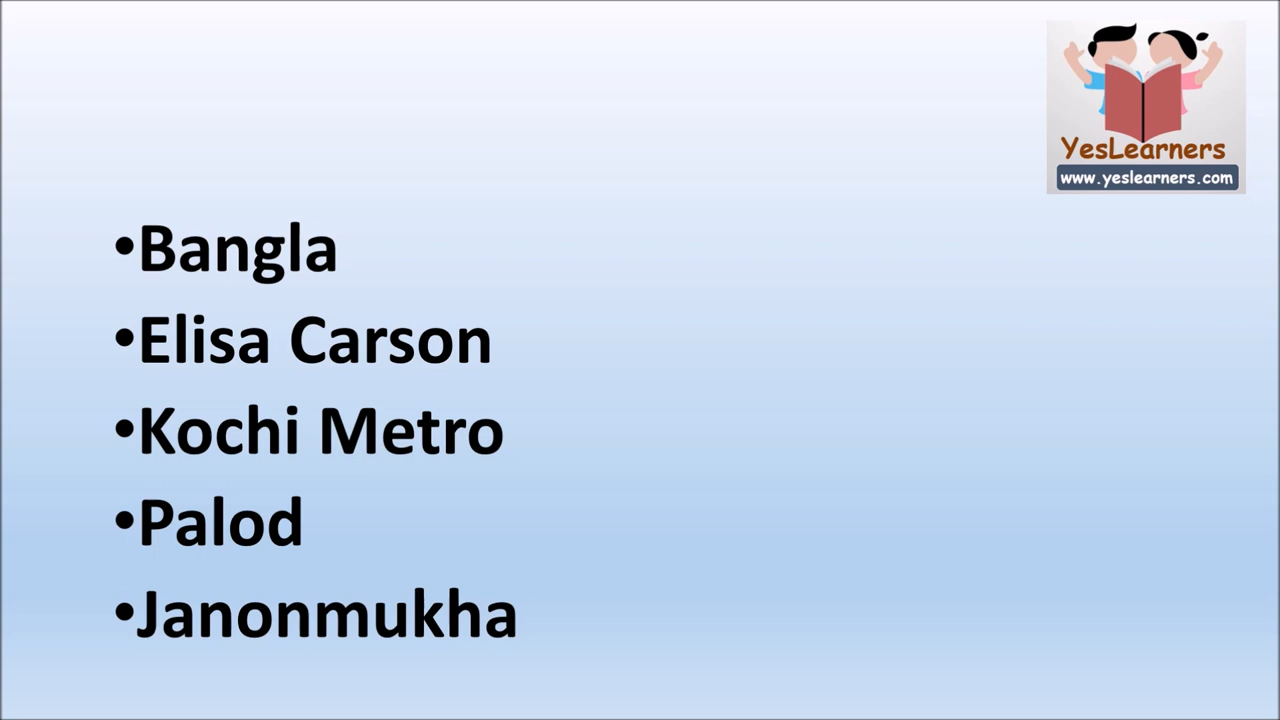 YesLearners
www.yeslearners.com
•Bangla
•Elisa Carson
•Kochi Metro
•Palod
•Janonmukha